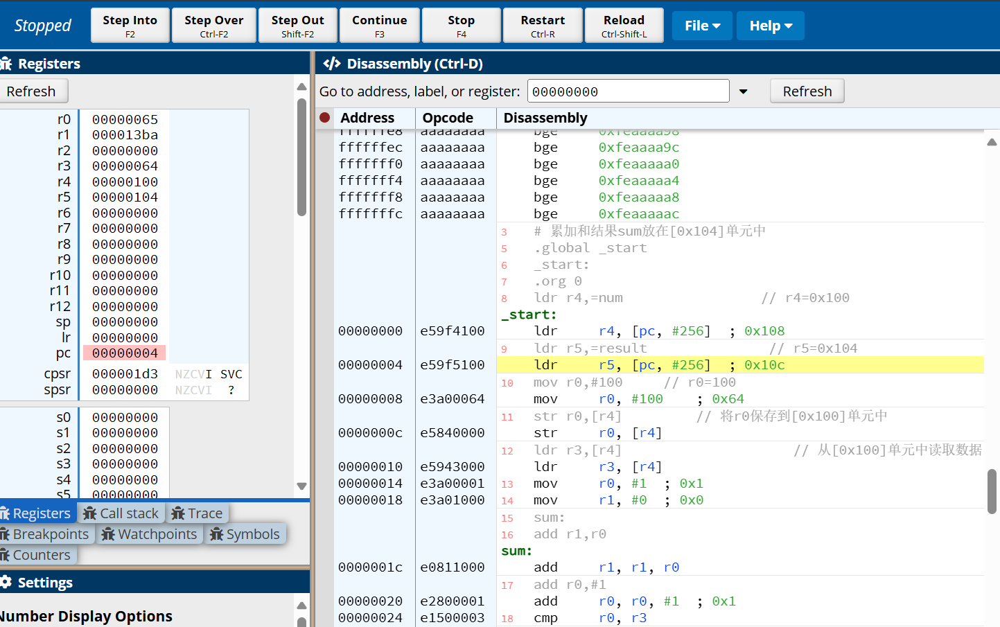 Stopped
Step Into
F2
Step Over
Ctrl-F2
Step Out
Shift-F2
Continue
F3
Stop
F4
Restart
Ctrl-R
Reload
Ctrl-Shift-L
File
Help
Registers
Refresh
r0 00000065
r1 000013ba
r2 00000000
r3 00000064
r4 00000100
r5 00000104
r6 00000000
r7 00000000
r8 00000000
r9 00000000
r10 00000000
r11 00000000
r12 00000000
sp 00000000
lr 00000000
pc 00000004
cpsr 000001d3 NZCVI SVC
spsr 00000000 NZCVI ?
s0 00000000
s1 00000000
s2 00000000
s3 00000000
s4 00000000
s5 00000000
Registers
Call stack
Trace
Breakpoints
Watchpoints
Symbols
Counters
Settings
Number Display Options
Disassembly (Ctrl-D)
Go to address, label, or register: 00000000
Refresh
Address Opcode Disassembly
ffffffe8 aaaaaaaa bge 0xfeaaaa98
ffffffec aaaaaaaa bge 0xfeaaaa9c
fffffff0 aaaaaaaa bge 0xfeaaaaa0
fffffff4 aaaaaaaa bge 0xfeaaaaa4
fffffff8 aaaaaaaa bge 0xfeaaaaa8
fffffffc aaaaaaaa bge 0xfeaaaaac
3 # 累加和结果sum放在[0x104]单元中
5 .global _start
6 _start:
7 .org 0
8 ldr r4,=num // r4=0x100
_start:
00000000 e59f4100 ldr r4, [pc, #256] ; 0x108
9 ldr r5,=result // r5=0x104
00000004 e59f5100 ldr r5, [pc, #256] ; 0x10c
10 mov r0,#100 // r0=100
00000008 e3a00064 mov r0, #100 ; 0x64
11 str r0,[r4] // 将r0保存到[0x100]单元中
0000000c e5840000 str r0, [r4]
12 ldr r3,[r4] // 从[0x100]单元中读取数据
00000010 e5943000 ldr r3, [r4]
00000014 e3a00001 13 mov r0, #1 ; 0x1
00000018 e3a01000 14 mov r1, #0 ; 0x0
15 sum:
16 add r1,r0
sum:
0000001c e0811000 add r1, r1, r0
17 add r0,#1
00000020 e2800001 add r0, r0, #1 ; 0x1
00000024 e1500003 18 cmp r0, r3